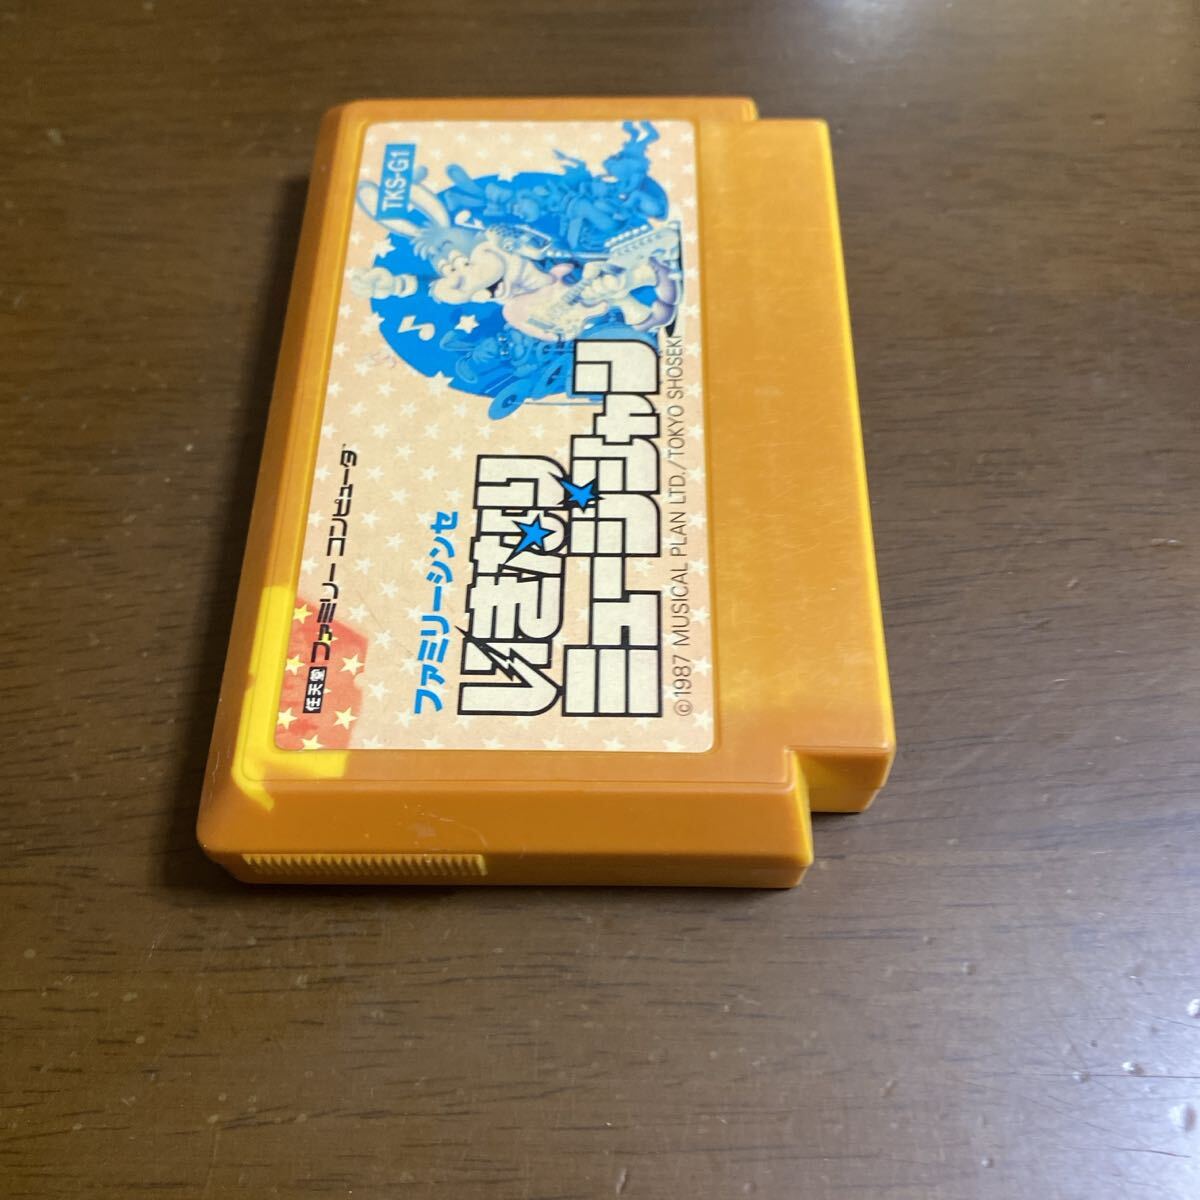 TKS-G1
任天堂 ファミリー コンピュータ™
ファミリーシンセ
いきなり
ミュージシャン
©1987 MUSICAL PLAN LTD./TOKYO SHOSEKI